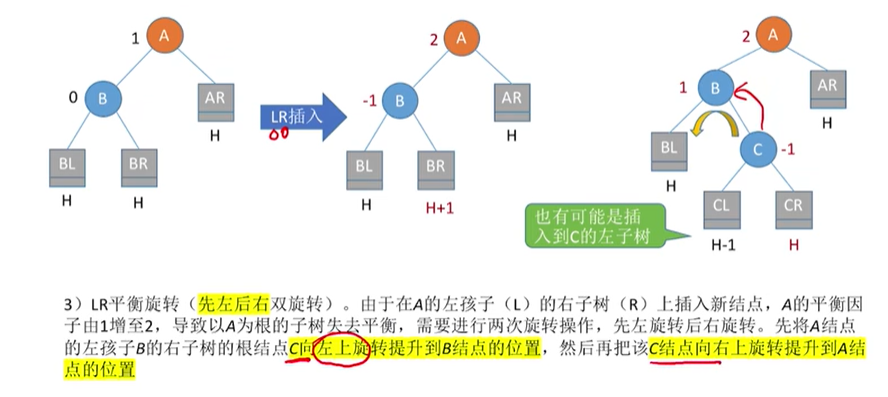 1
A
0
B
AR
H
BL
BR
H
H
LR插入
2
A
-1
B
AR
H
BL
BR
H
H+1
2
A
1
B
AR
H
BL
C
-1
H
CL
CR
H-1
H
也有可能是插
入到C的左子树
3）LR平衡旋转（先左后右双旋转）。由于在A的左孩子（L）的右子树（R）上插入新结点，A的平衡因
子由1增至2，导致以A为根的子树失去平衡，需要进行两次旋转操作，先左旋转后右旋转。先将A结点
的左孩子B的右子树的根结点C向左上旋转提升到B结点的位置，然后再把该C结点向右上旋转提升到A结
点的位置